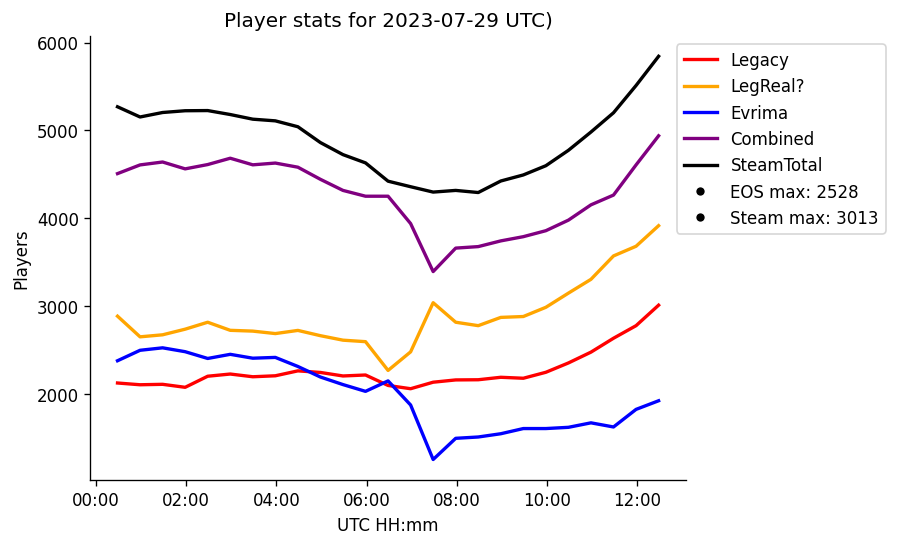 Player stats for 2023-07-29 UTC)
6000
5000
4000
3000
2000
Players
00:00 02:00 04:00 06:00 08:00 10:00 12:00
UTC HH:mm
Legacy
LegReal?
Evrima
Combined
SteamTotal
EOS max: 2528
Steam max: 3013